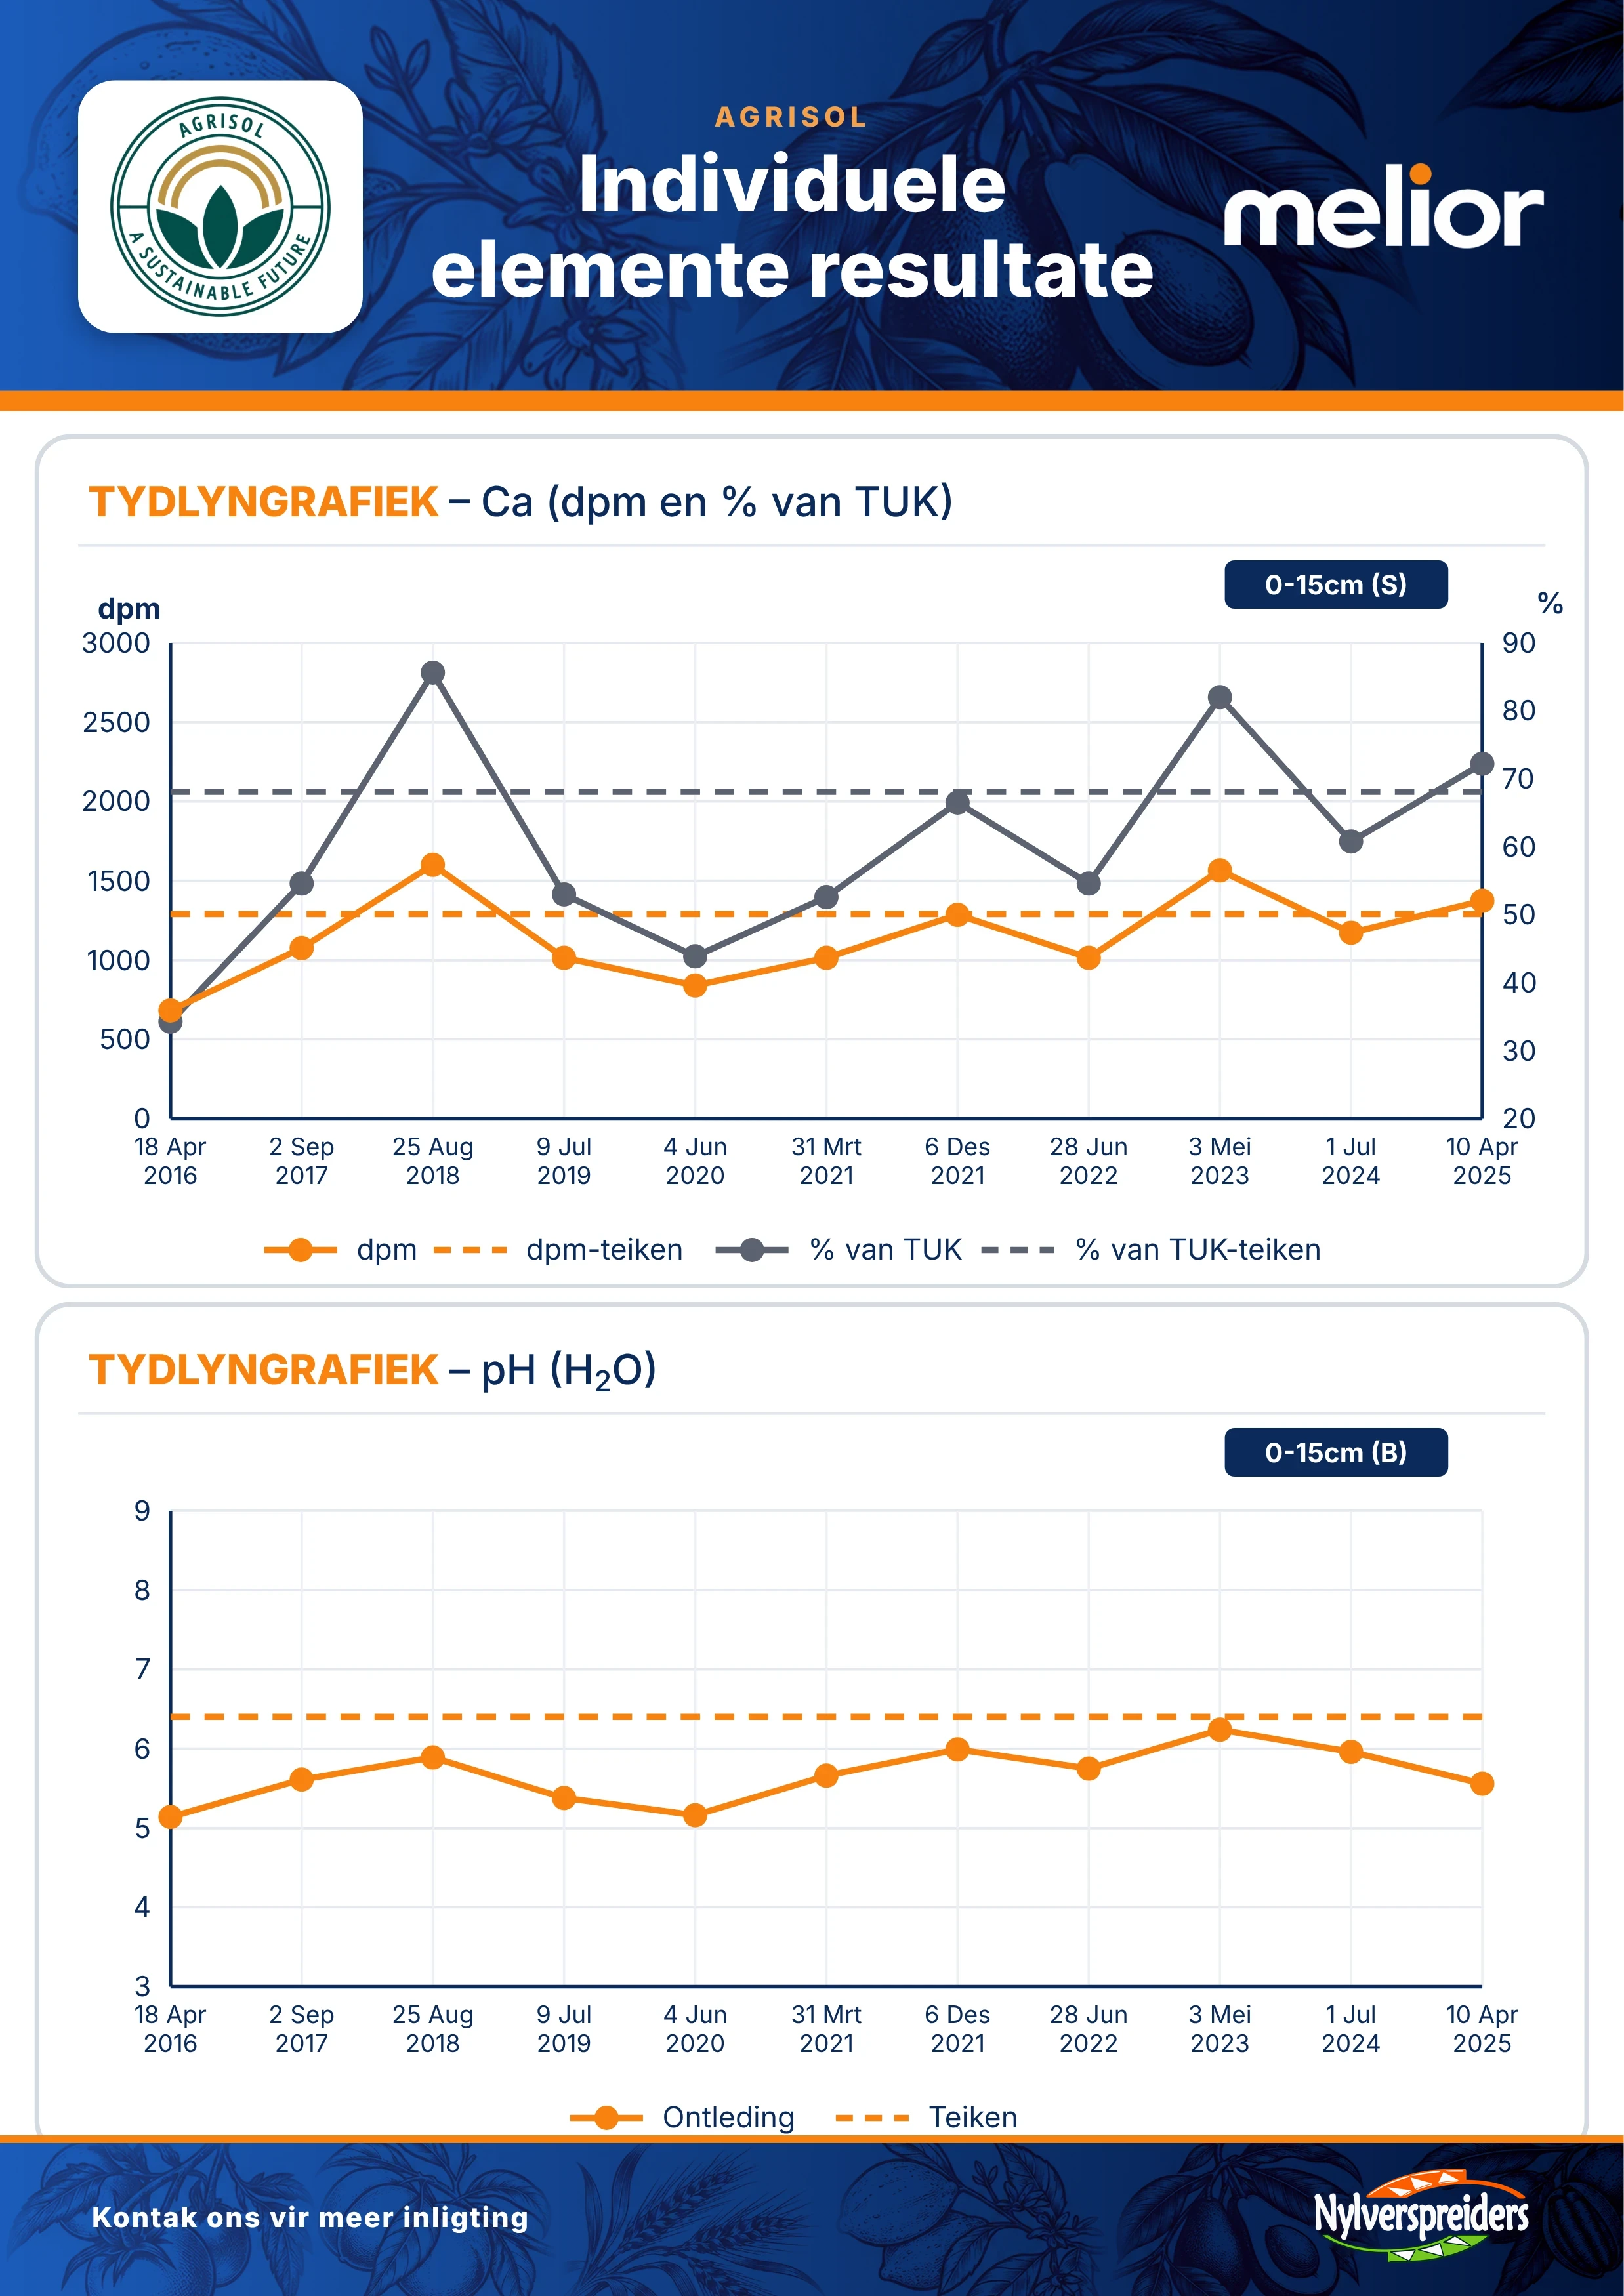 AGRISOL
A SUSTAINABLE FUTURE
AGRISOL
Individuele
elemente resultate
melior
TYDLYNGRAFIEK – Ca (dpm en % van TUK)
0-15cm (S)
dpm
%
3000
2500
2000
1500
1000
500
0
90
80
70
60
50
40
30
20
18 Apr 2016
2 Sep 2017
25 Aug 2018
9 Jul 2019
4 Jun 2020
31 Mrt 2021
6 Des 2021
28 Jun 2022
3 Mei 2023
1 Jul 2024
10 Apr 2025
dpm dpm-teiken % van TUK % van TUK-teiken
TYDLYNGRAFIEK – pH (H₂O)
0-15cm (B)
9
8
7
6
5
4
3
18 Apr 2016
2 Sep 2017
25 Aug 2018
9 Jul 2019
4 Jun 2020
31 Mrt 2021
6 Des 2021
28 Jun 2022
3 Mei 2023
1 Jul 2024
10 Apr 2025
Ontleding Teiken
Kontak ons vir meer inligting
Nylverspreiders